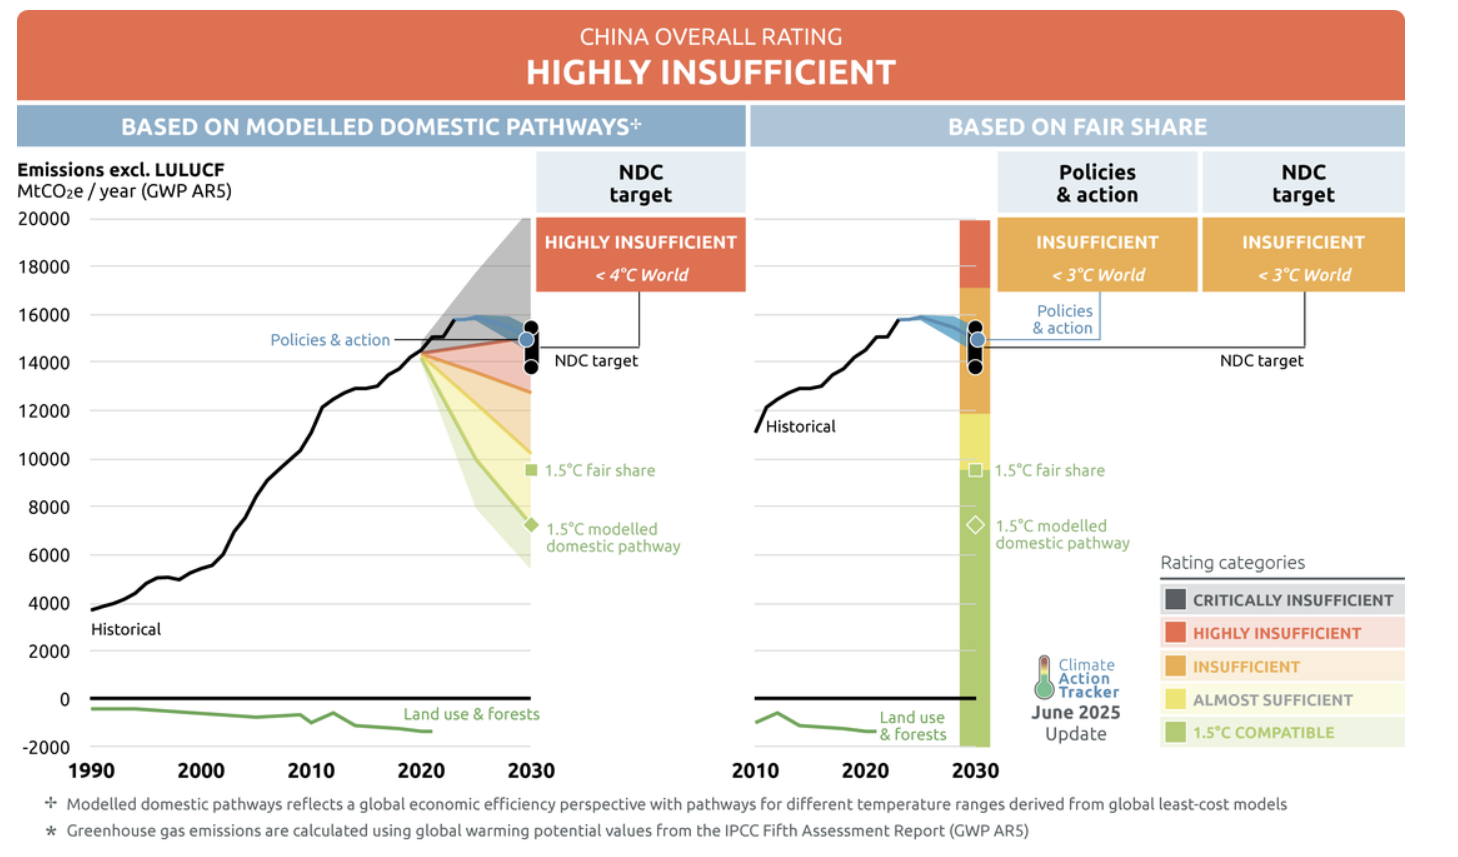 CHINA OVERALL RATING
HIGHLY INSUFFICIENT
BASED ON MODELLED DOMESTIC PATHWAYS✢
BASED ON FAIR SHARE
Emissions excl. LULUCF
MtCO₂e / year (GWP AR5)
NDC
target
HIGHLY INSUFFICIENT
< 4°C World
20000
18000
16000
14000
12000
10000
8000
6000
4000
2000
0
-2000
Policies & action
NDC target
Historical
1.5°C fair share
1.5°C modelled
domestic pathway
Land use & forests
1990
2000
2010
2020
2030
Policies
& action
INSUFFICIENT
< 3°C World
NDC
target
INSUFFICIENT
< 3°C World
Policies
& action
NDC target
Historical
1.5°C fair share
1.5°C modelled
domestic pathway
Land use
& forests
2010
2020
2030
Rating categories
CRITICALLY INSUFFICIENT
HIGHLY INSUFFICIENT
INSUFFICIENT
ALMOST SUFFICIENT
1.5°C COMPATIBLE
Climate
Action
Tracker
June 2025
Update
✢ Modelled domestic pathways reflects a global economic efficiency perspective with pathways for different temperature ranges derived from global least-cost models
* Greenhouse gas emissions are calculated using global warming potential values from the IPCC Fifth Assessment Report (GWP AR5)